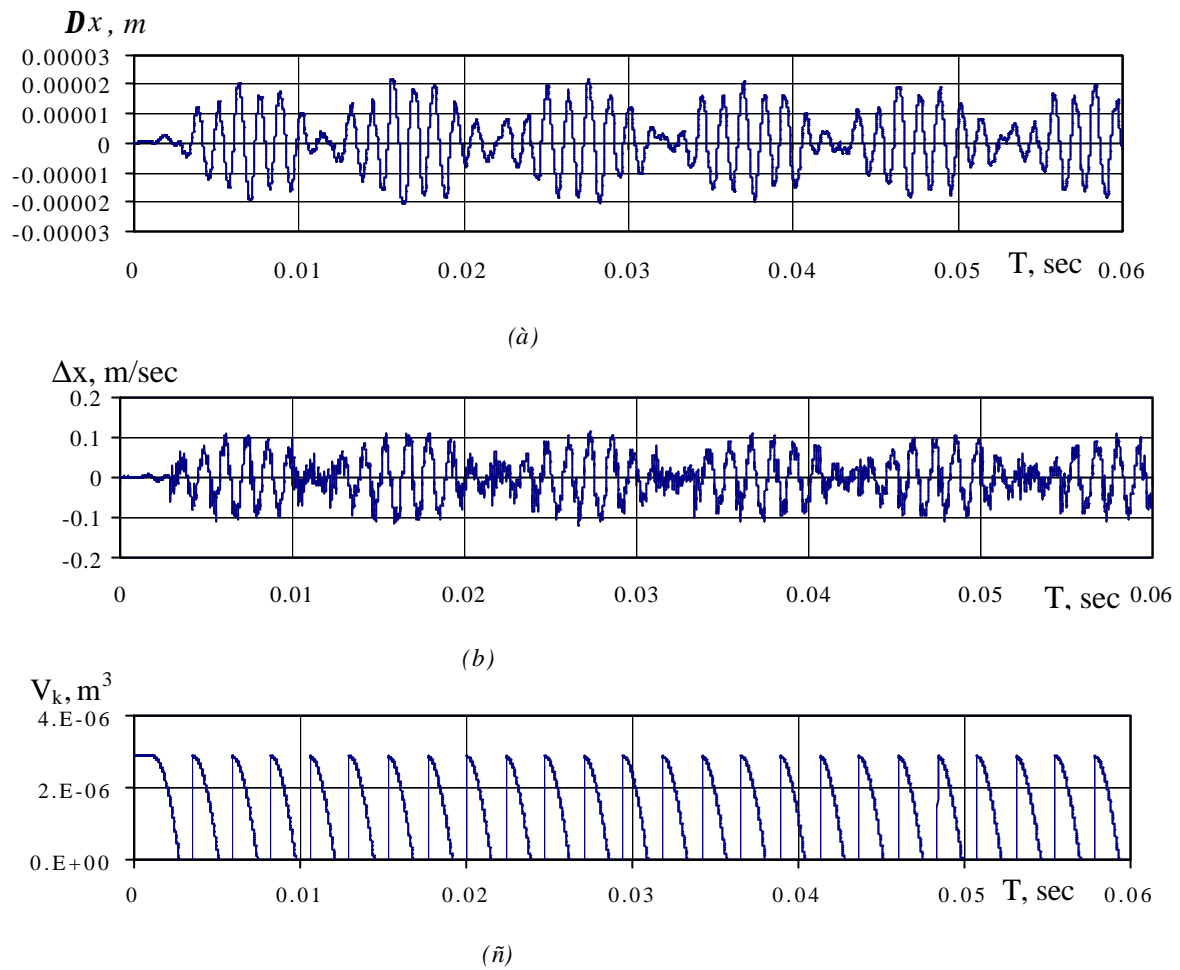 Dx, m
0.00003
0.00002
0.00001
0
-0.00001
-0.00002
-0.00003
0 0.01 0.02 0.03 0.04 0.05 T, sec 0.06
(à)
Δx, m/sec
0.2
0.1
0
-0.1
-0.2
0 0.01 0.02 0.03 0.04 0.05 T, sec 0.06
(b)
Vk, m³
4.E-06
2.E-06
0.E+00
0 0.01 0.02 0.03 0.04 0.05 T, sec 0.06
(ñ)